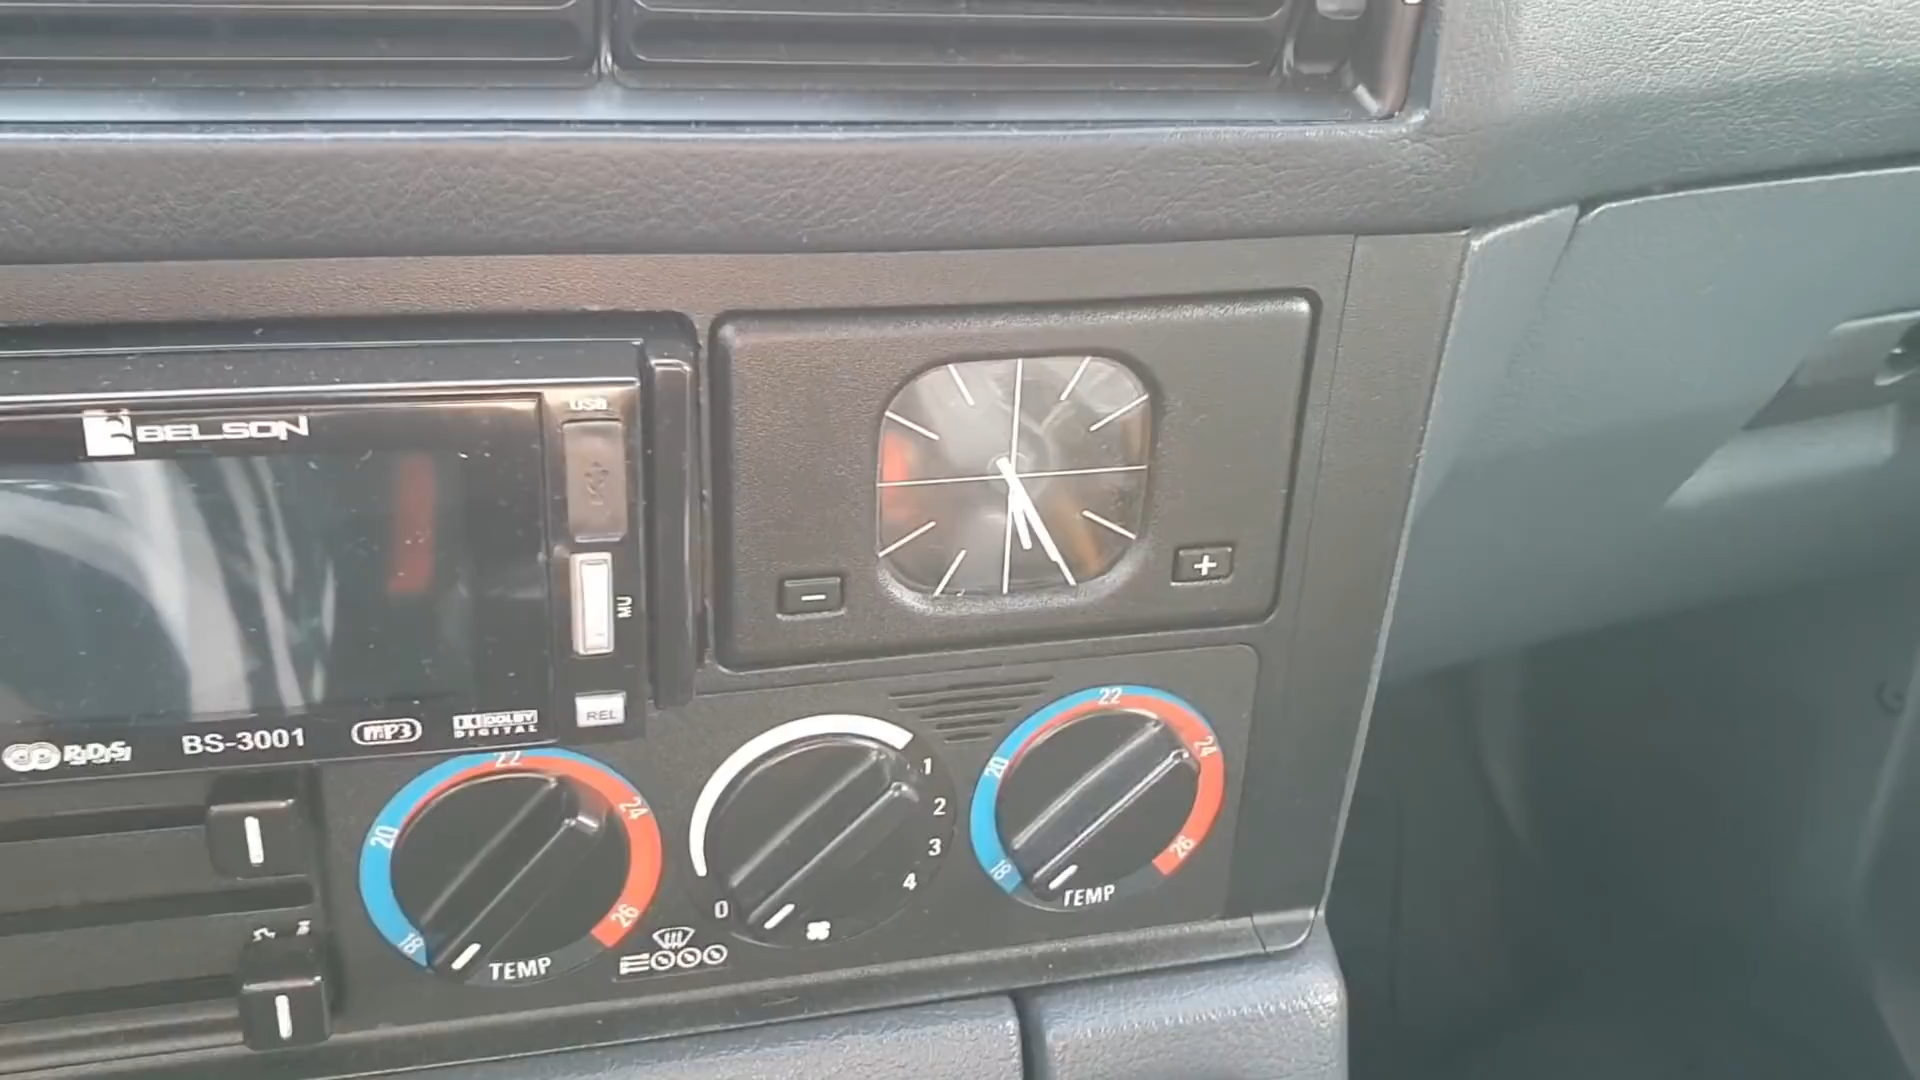 BELSON
USB
MU
REL
RDS
BS-3001
MP3
DOLBY
DIGITAL
22
20
24
18
26
TEMP
1
2
3
4
0
22
20
24
18
26
TEMP